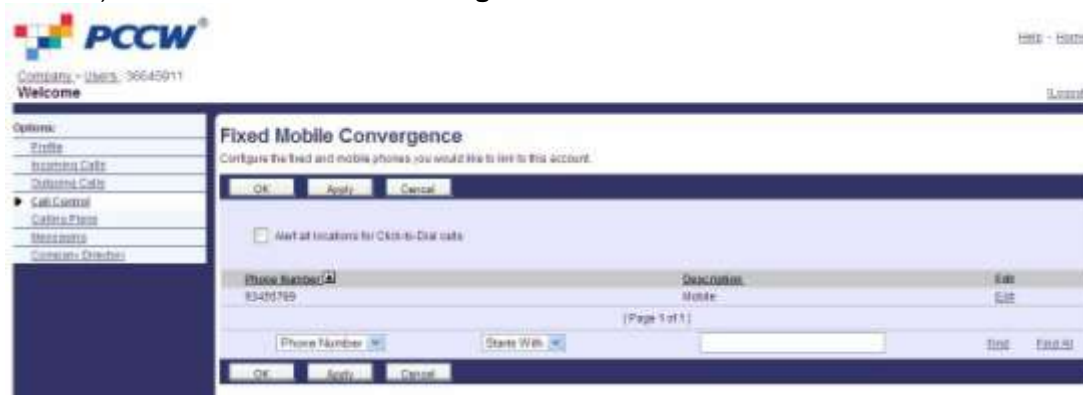 PCCW®
Help - Home
Company - Users : 36645911
Welcome
[Logout
Options:
Profile
Incoming Calls
Outgoing Calls
Call Control
Calling Plans
Messaging
Company Directory
Fixed Mobile Convergence
Configure the fixed and mobile phones you would like to link to this account.
OK Apply Cancel
Alert all locations for Click-to-Dial calls
Phone Number Description Edit
Mobile Edit
[ Page 1 of 1 ]
Phone Number Starts With Find Find All
OK Apply Cancel